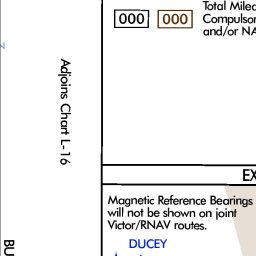 000 000
Total Milea
Compulsor
and/or NA
Adjoins Chart L-16
EX
Magnetic Reference Bearings
will not be shown on joint
Victor/RNAV routes.
DUCEY
BU